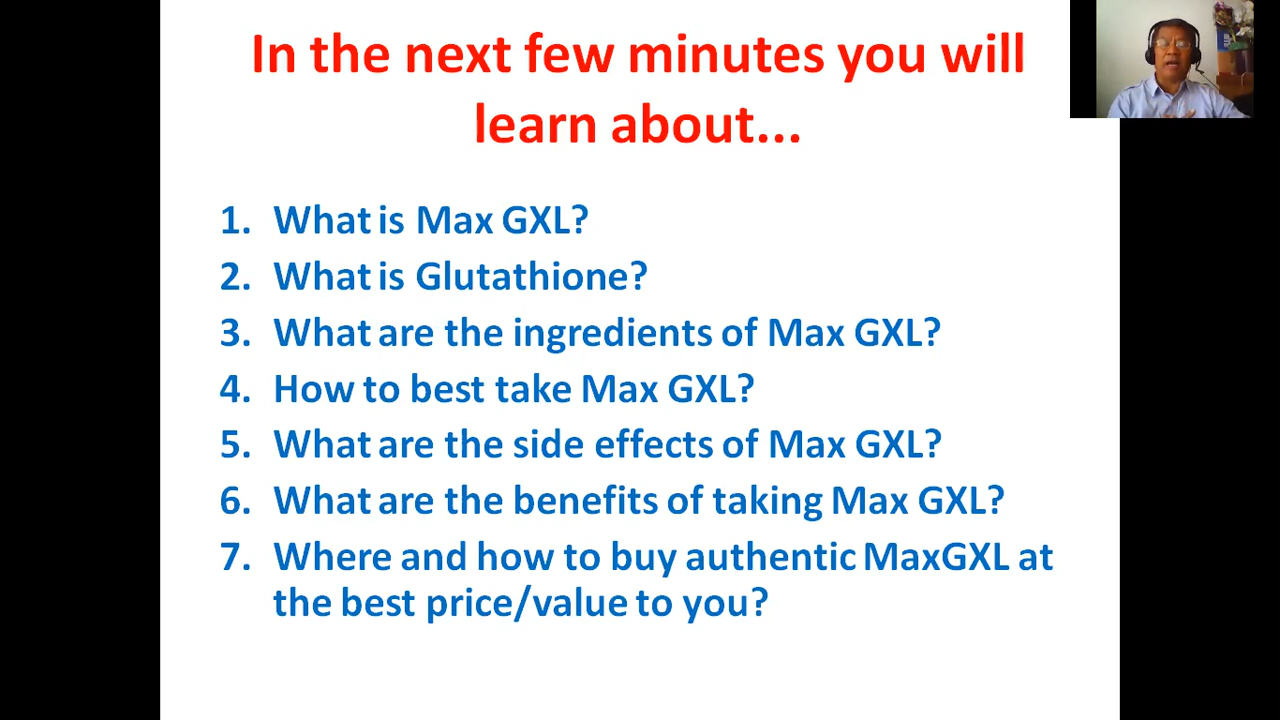 In the next few minutes you will
learn about...
1. What is Max GXL?
2. What is Glutathione?
3. What are the ingredients of Max GXL?
4. How to best take Max GXL?
5. What are the side effects of Max GXL?
6. What are the benefits of taking Max GXL?
7. Where and how to buy authentic MaxGXL at
the best price/value to you?